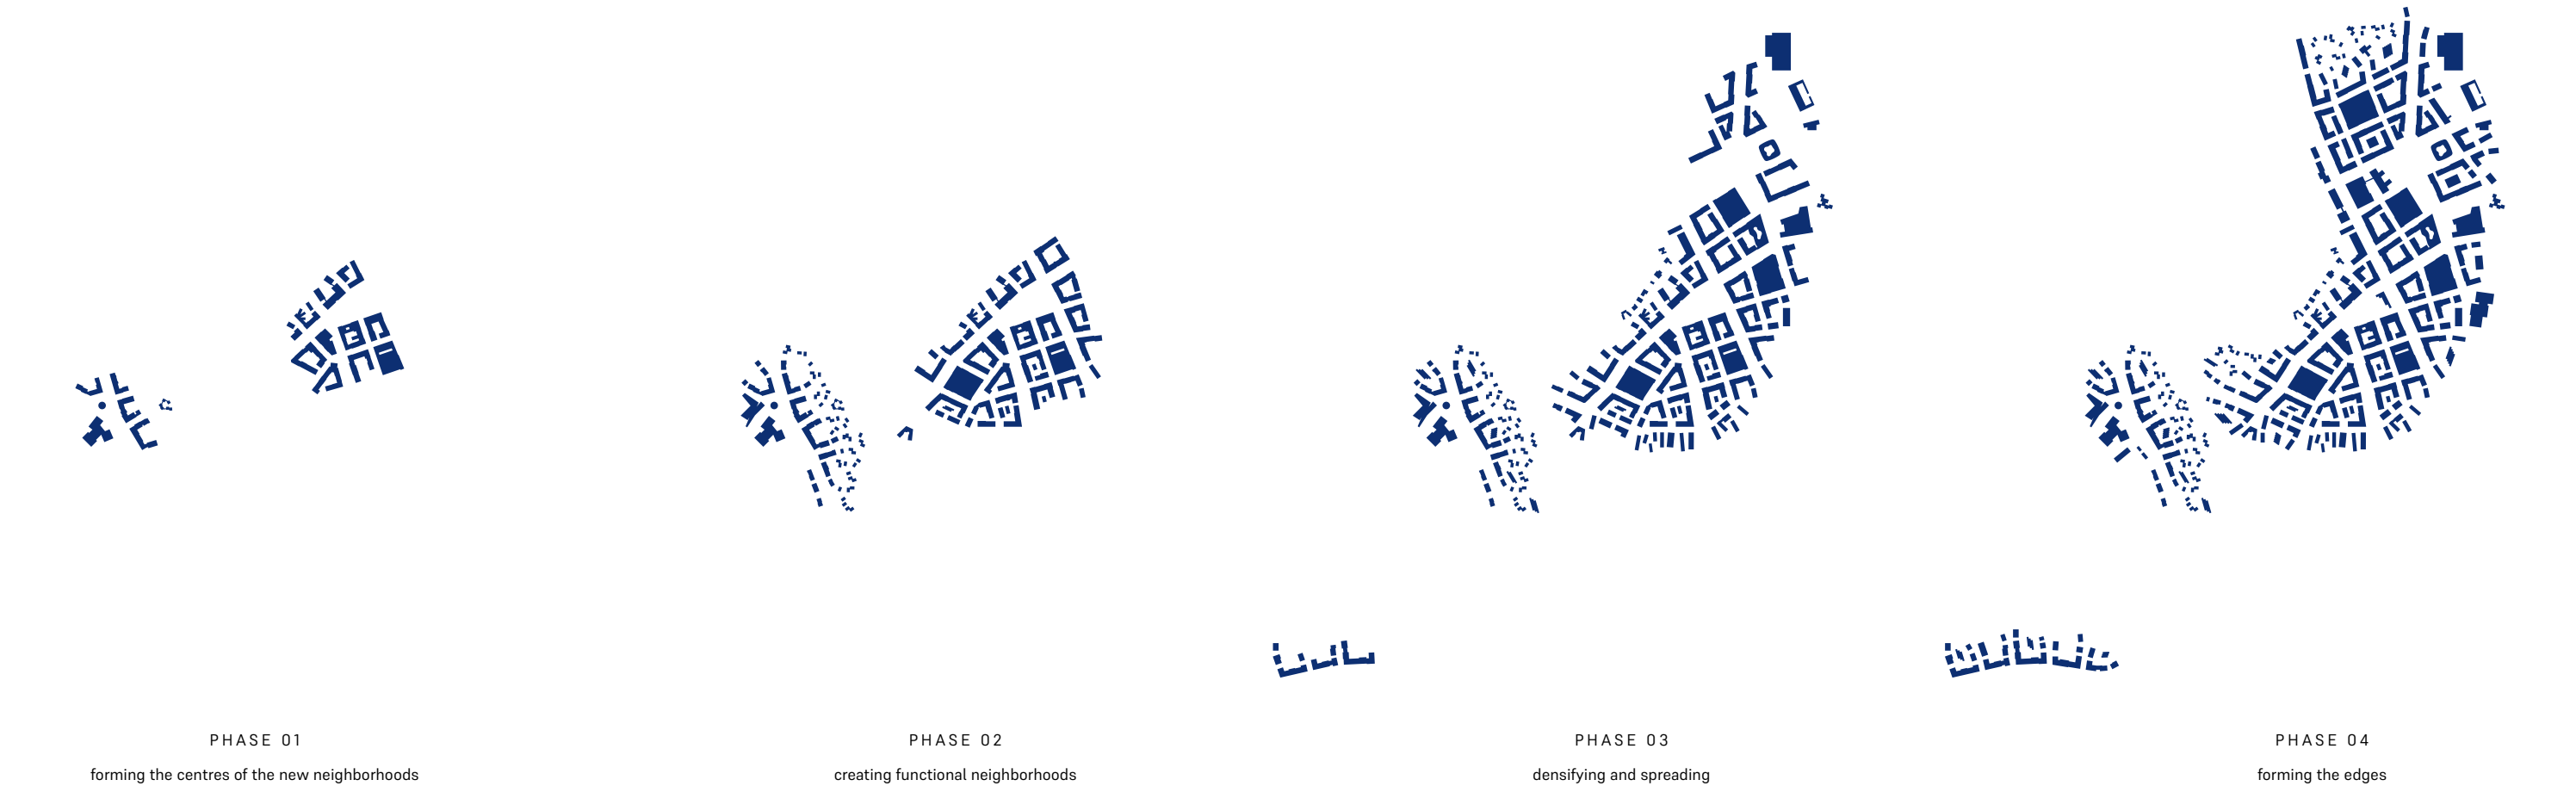 PHASE 01
forming the centres of the new neighborhoods
PHASE 02
creating functional neighborhoods
PHASE 03
densifying and spreading
PHASE 04
forming the edges